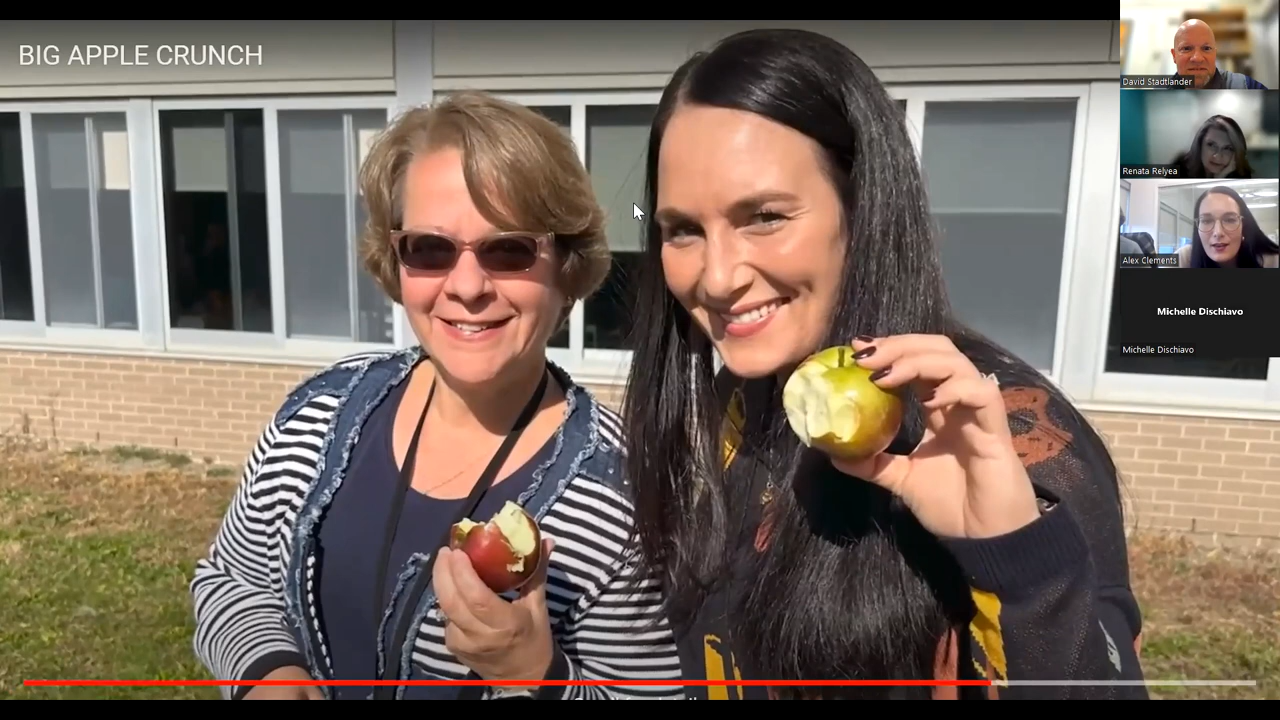 BIG APPLE CRUNCH
David Stadtlander
Renata Relyea
Alex Clements
Michelle Dischiavo
Michelle Dischiavo